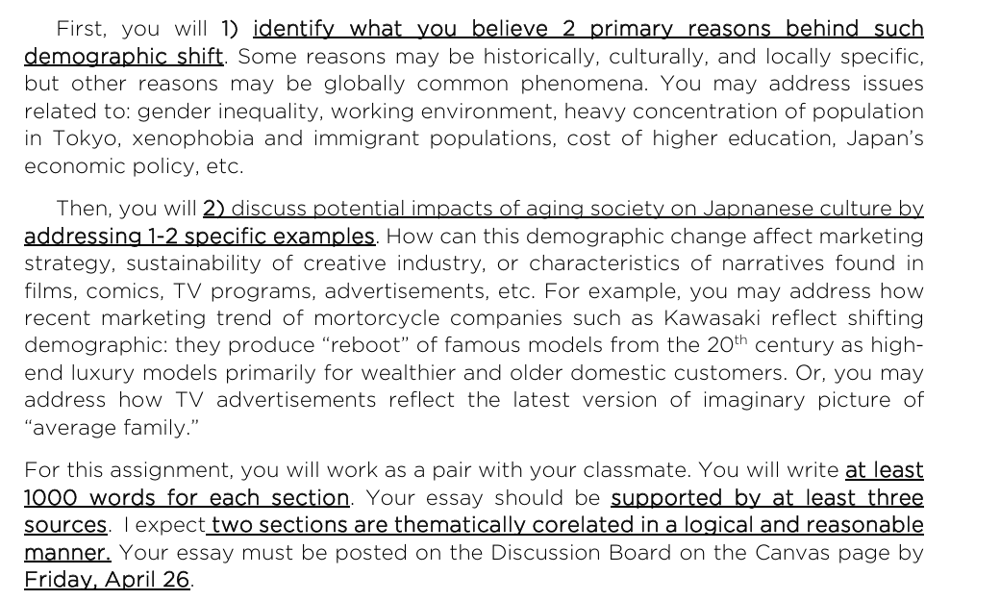 First, you will 1) identify what you believe 2 primary reasons behind such
demographic shift. Some reasons may be historically, culturally, and locally specific,
but other reasons may be globally common phenomena. You may address issues
related to: gender inequality, working environment, heavy concentration of population
in Tokyo, xenophobia and immigrant populations, cost of higher education, Japan's
economic policy, etc.
Then, you will 2) discuss potential impacts of aging society on Japnanese culture by
addressing 1-2 specific examples. How can this demographic change affect marketing
strategy, sustainability of creative industry, or characteristics of narratives found in
films, comics, TV programs, advertisements, etc. For example, you may address how
recent marketing trend of mortorcycle companies such as Kawasaki reflect shifting
demographic: they produce “reboot” of famous models from the 20th century as high-
end luxury models primarily for wealthier and older domestic customers. Or, you may
address how TV advertisements reflect the latest version of imaginary picture of
“average family.”
For this assignment, you will work as a pair with your classmate. You will write at least
1000 words for each section. Your essay should be supported by at least three
sources. I expect two sections are thematically corelated in a logical and reasonable
manner. Your essay must be posted on the Discussion Board on the Canvas page by
Friday, April 26.